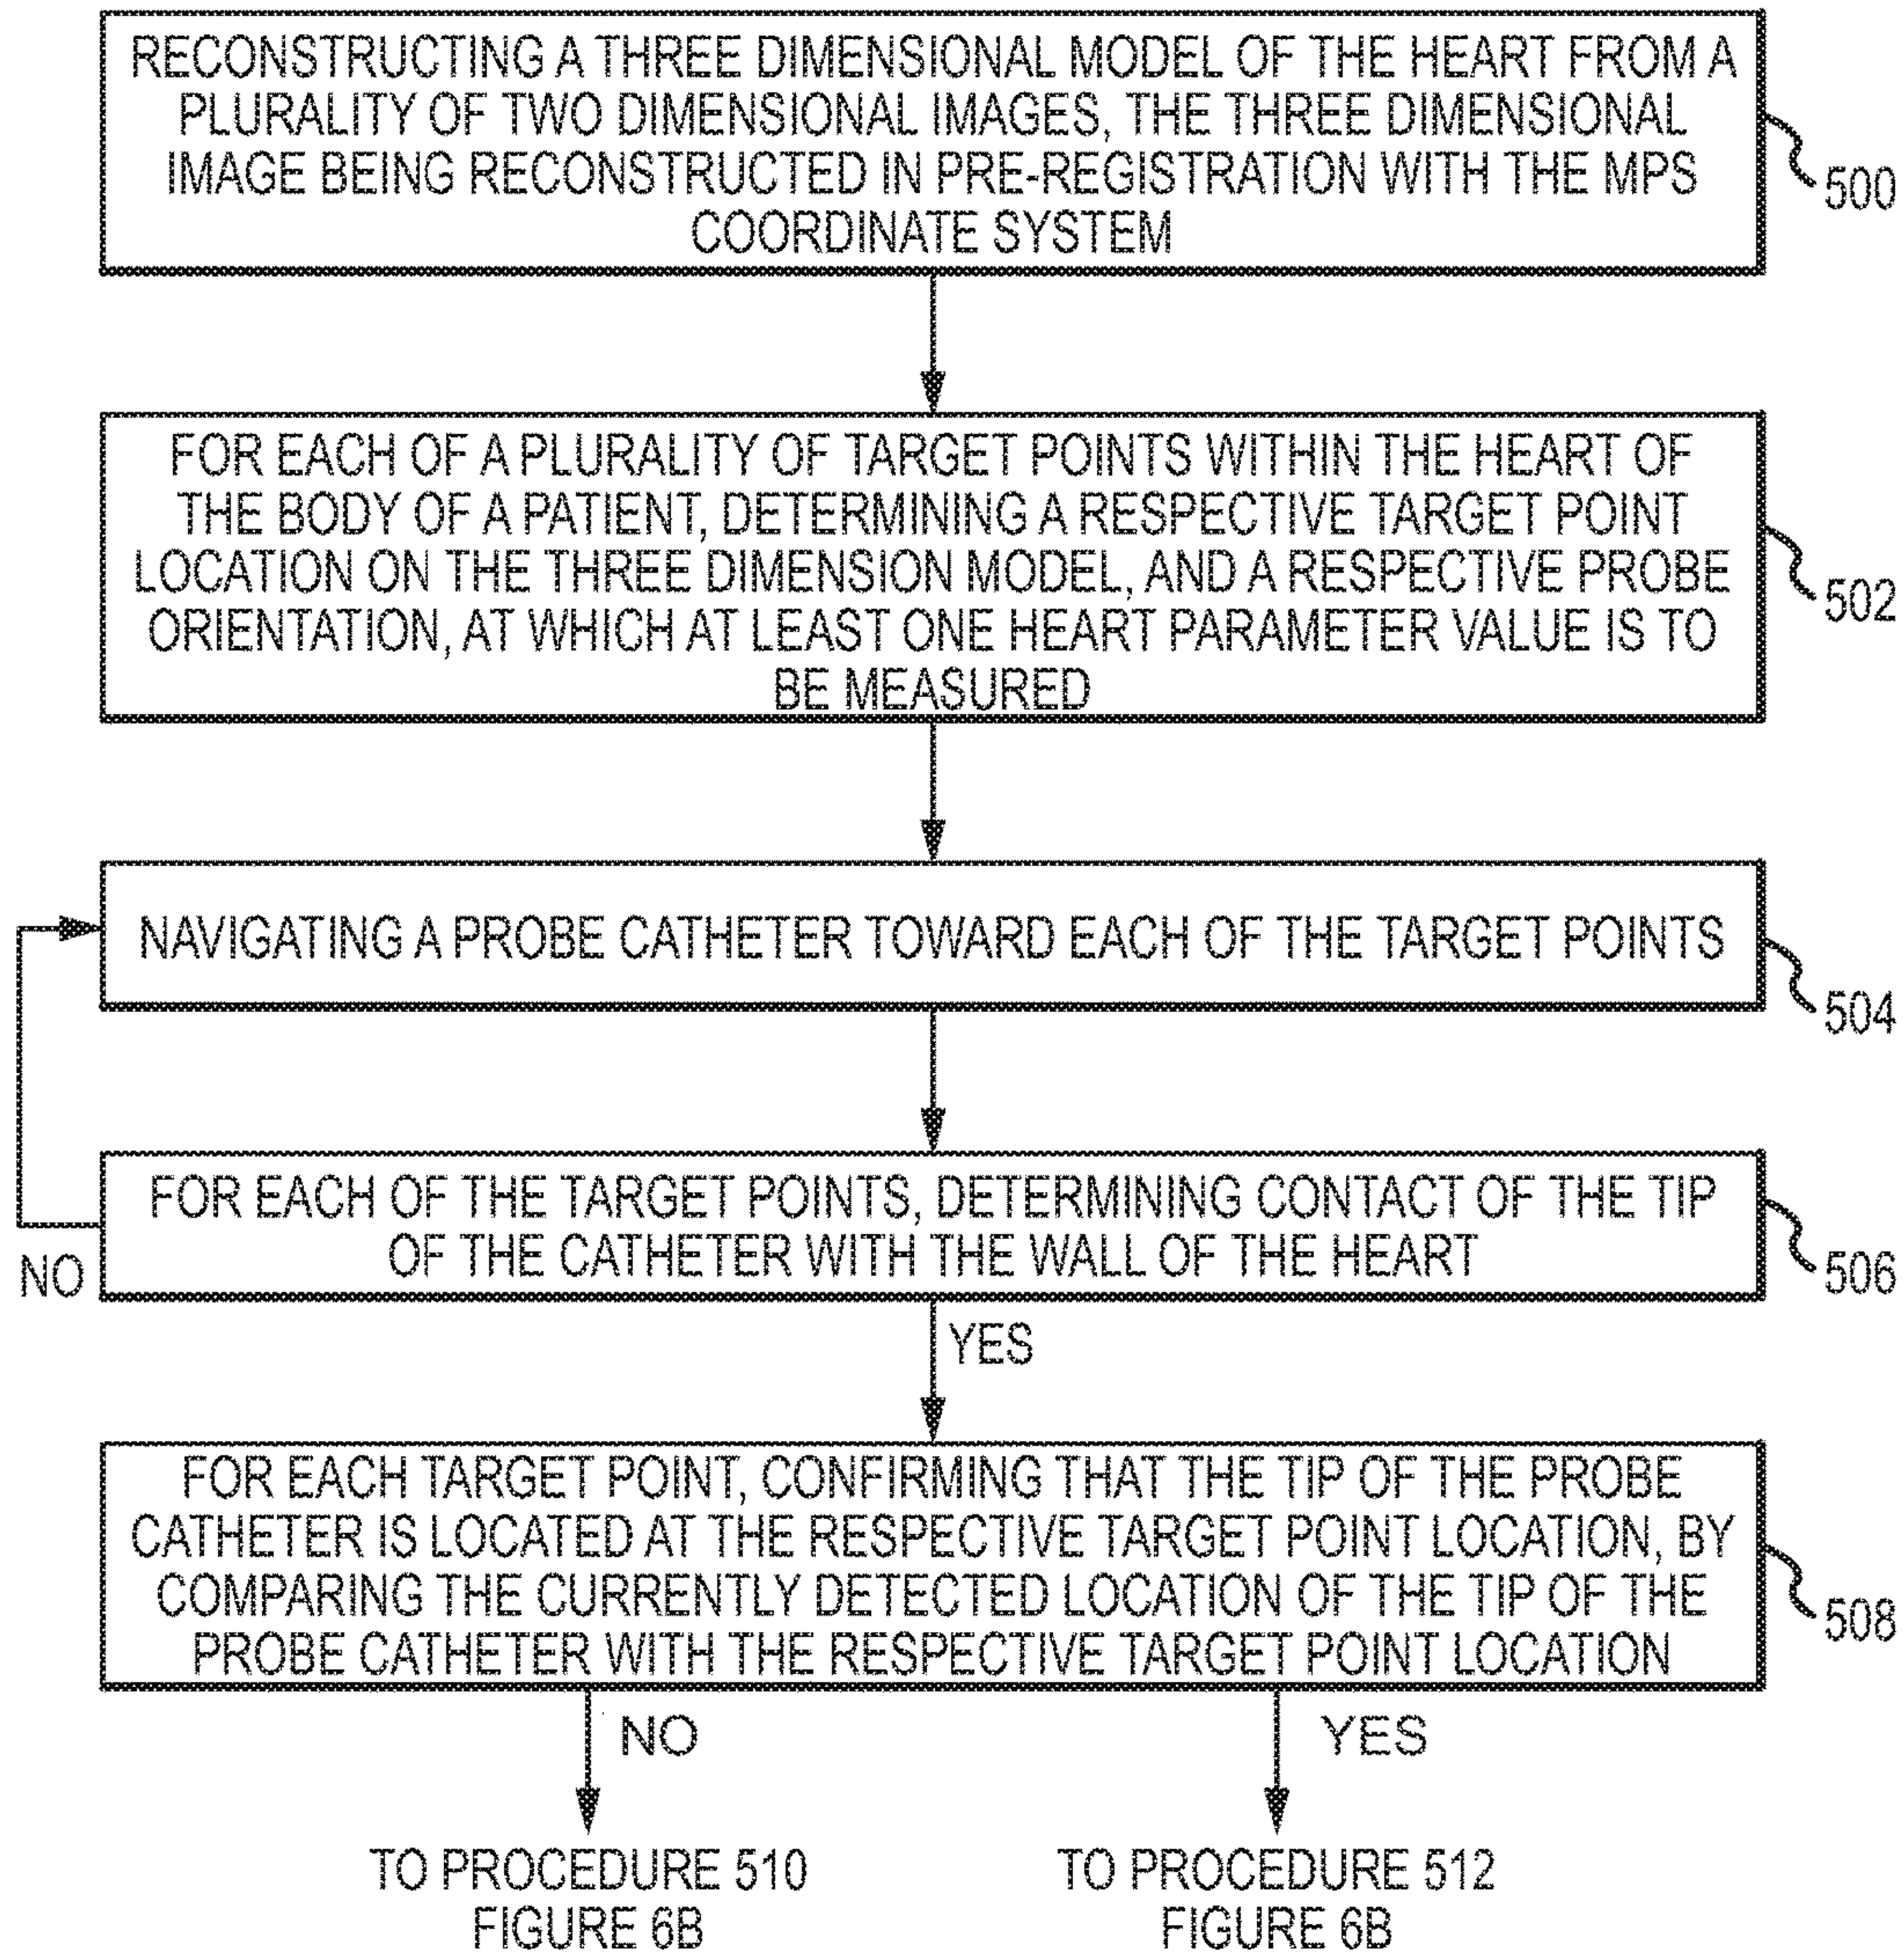 RECONSTRUCTING A THREE DIMENSIONAL MODEL OF THE HEART FROM A
PLURALITY OF TWO DIMENSIONAL IMAGES, THE THREE DIMENSIONAL
IMAGE BEING RECONSTRUCTED IN PRE-REGISTRATION WITH THE MPS
COORDINATE SYSTEM
500
FOR EACH OF A PLURALITY OF TARGET POINTS WITHIN THE HEART OF
THE BODY OF A PATIENT, DETERMINING A RESPECTIVE TARGET POINT
LOCATION ON THE THREE DIMENSION MODEL, AND A RESPECTIVE PROBE
ORIENTATION, AT WHICH AT LEAST ONE HEART PARAMETER VALUE IS TO
BE MEASURED
502
NAVIGATING A PROBE CATHETER TOWARD EACH OF THE TARGET POINTS
504
FOR EACH OF THE TARGET POINTS, DETERMINING CONTACT OF THE TIP
OF THE CATHETER WITH THE WALL OF THE HEART
506
NO
YES
FOR EACH TARGET POINT, CONFIRMING THAT THE TIP OF THE PROBE
CATHETER IS LOCATED AT THE RESPECTIVE TARGET POINT LOCATION, BY
COMPARING THE CURRENTLY DETECTED LOCATION OF THE TIP OF THE
PROBE CATHETER WITH THE RESPECTIVE TARGET POINT LOCATION
508
NO
YES
TO PROCEDURE 510
FIGURE 6B
TO PROCEDURE 512
FIGURE 6B